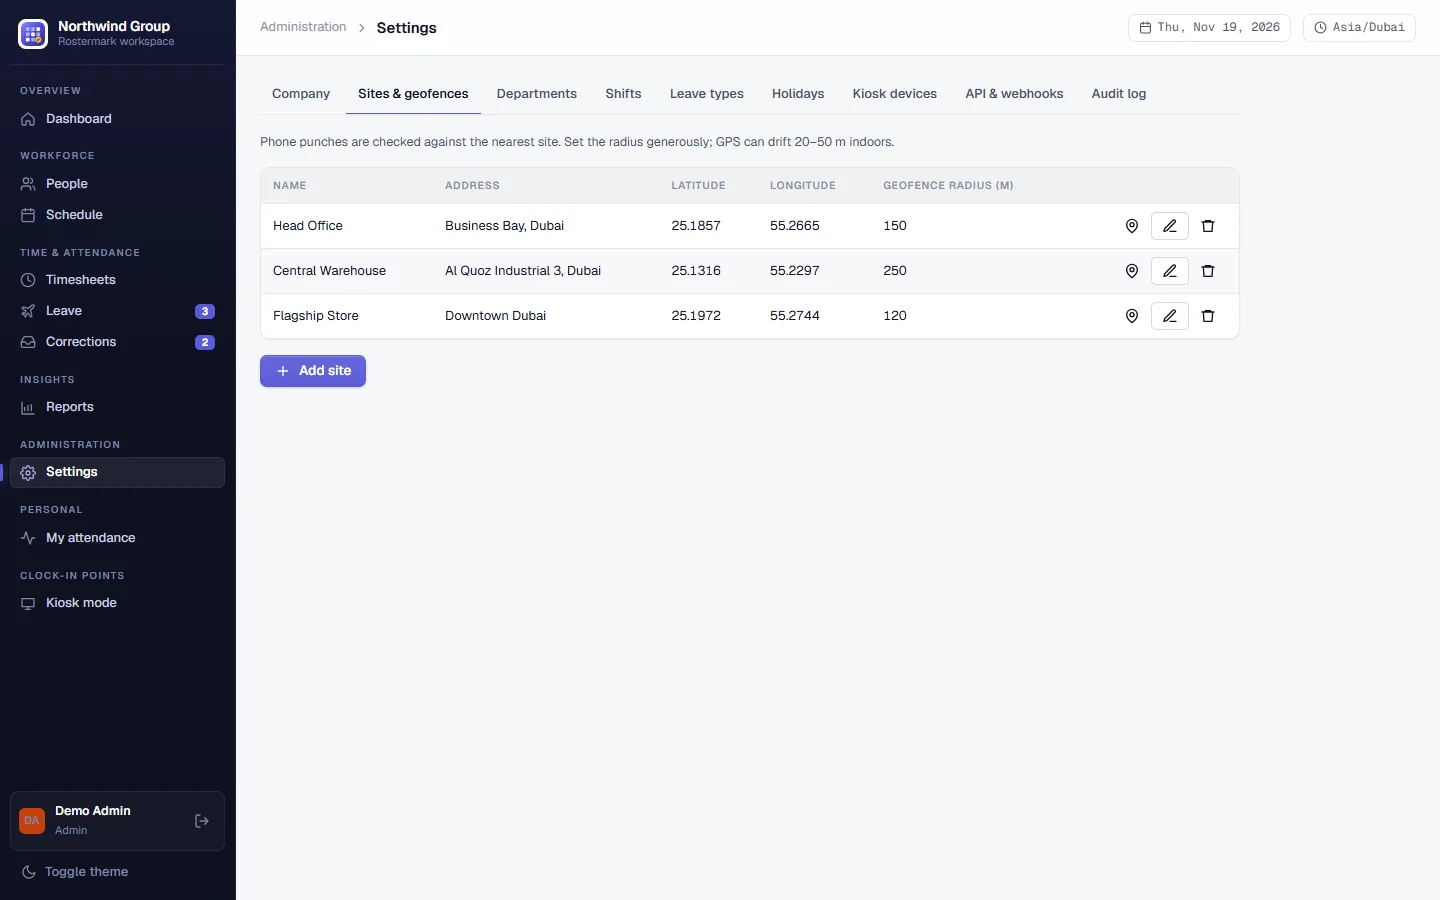 Northwind Group
Rostermark workspace
OVERVIEW
Dashboard
WORKFORCE
People
Schedule
TIME & ATTENDANCE
Timesheets
Leave 3
Corrections 2
INSIGHTS
Reports
ADMINISTRATION
Settings
PERSONAL
My attendance
CLOCK-IN POINTS
Kiosk mode
DA
Demo Admin
Admin
Toggle theme
Administration > Settings
Thu, Nov 19, 2026
Asia/Dubai
Company Sites & geofences Departments Shifts Leave types Holidays Kiosk devices API & webhooks Audit log
Phone punches are checked against the nearest site. Set the radius generously; GPS can drift 20–50 m indoors.
NAME ADDRESS LATITUDE LONGITUDE GEOFENCE RADIUS (M)
Head Office Business Bay, Dubai 25.1857 55.2665 150
Central Warehouse Al Quoz Industrial 3, Dubai 25.1316 55.2297 250
Flagship Store Downtown Dubai 25.1972 55.2744 120
Add site